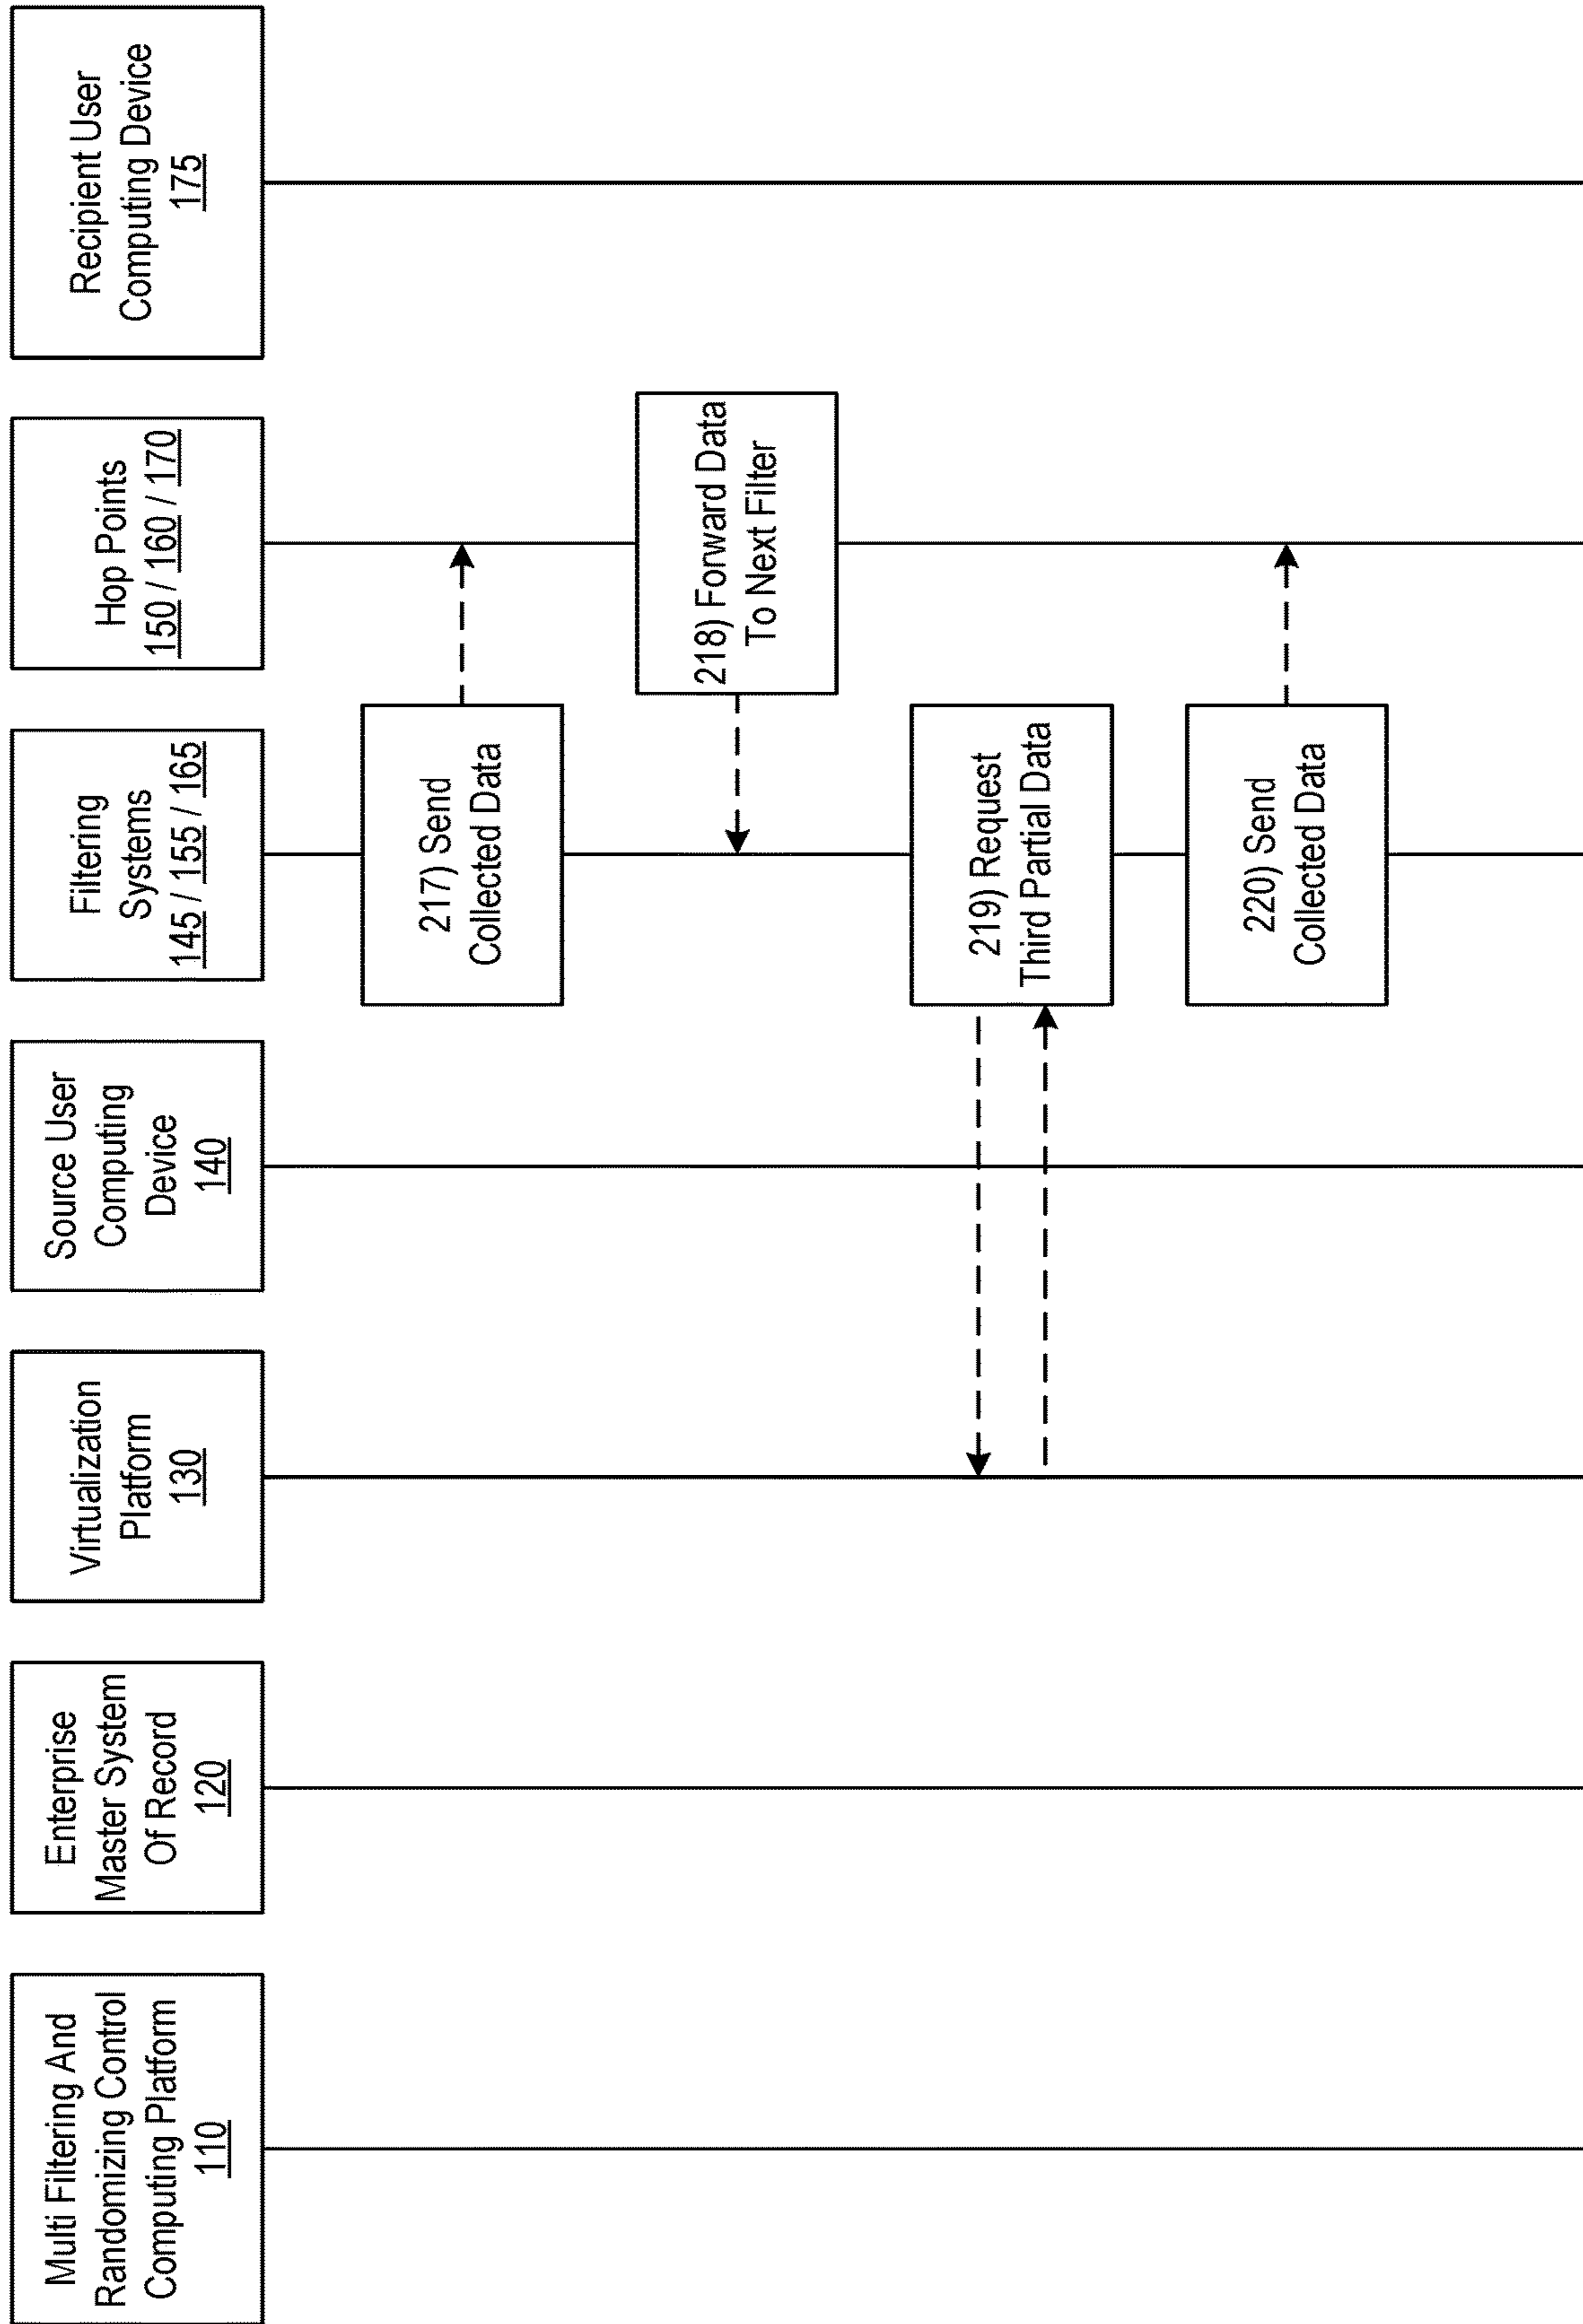 Multi Filtering And
Randomizing Control
Computing Platform
110
Enterprise
Master System
Of Record
120
Virtualization
Platform
130
Source User
Computing
Device
140
Filtering
Systems
145 / 155 / 165
Hop Points
150 / 160 / 170
Recipient User
Computing Device
175
217) Send
Collected Data
218) Forward Data
To Next Filter
219) Request
Third Partial Data
220) Send
Collected Data